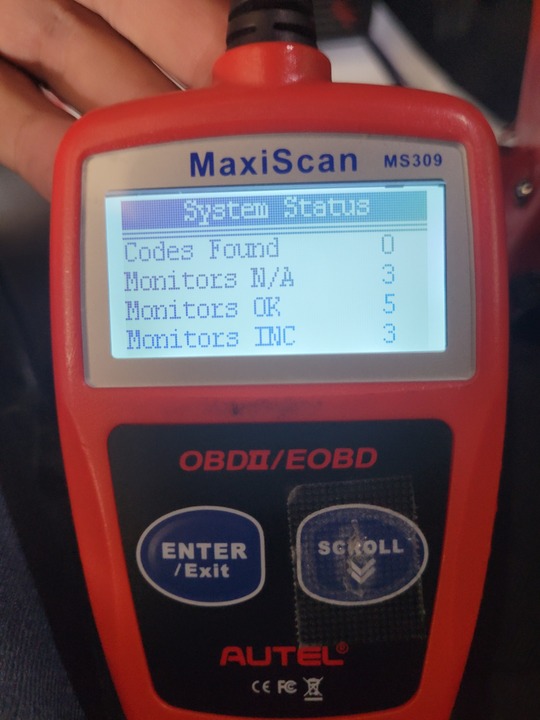 MaxiScan MS309
System Status
Codes Found 0
Monitors N/A 3
Monitors OK 5
Monitors INC 3
OBDII/EOBD
ENTER
/Exit
SCROLL
AUTEL®
CE FC